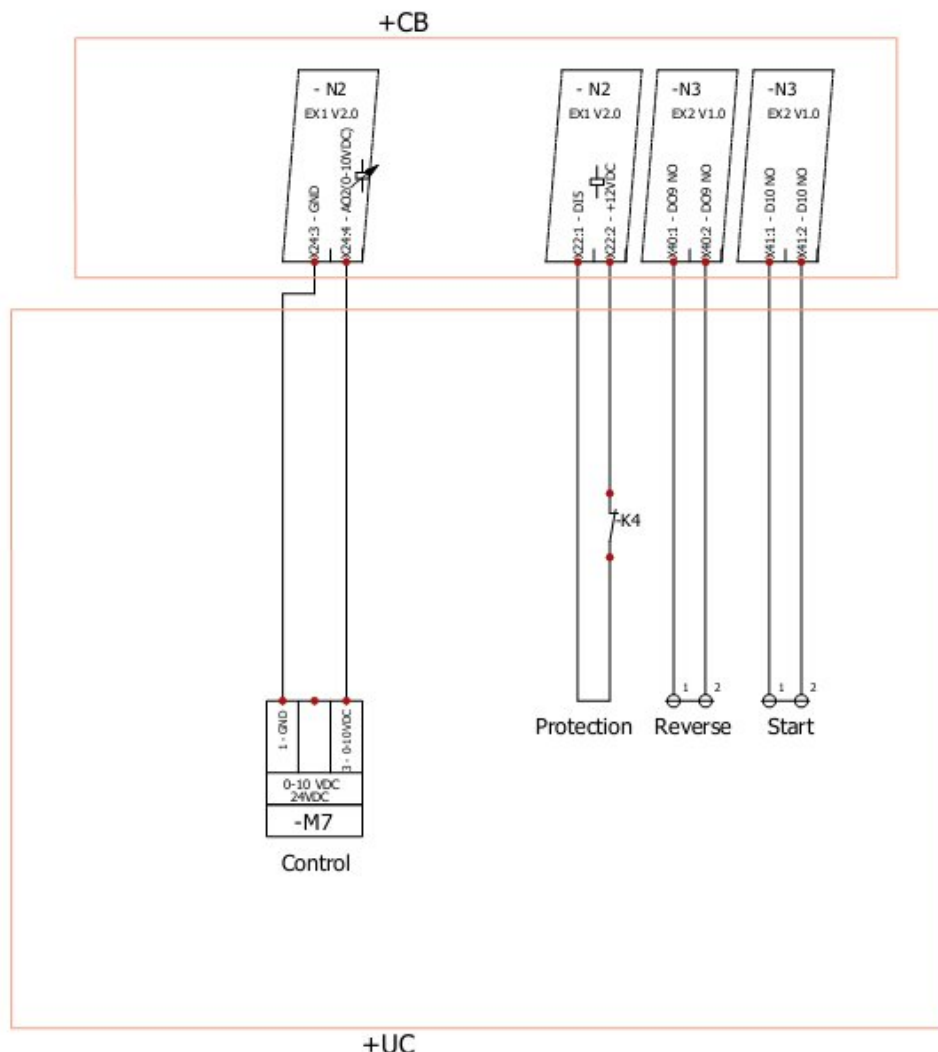 +CB
- N2
EX1 V2.0
X24:3 - GND
X24:4 - AO2(0-10VDC)
- N2
EX1 V2.0
X22:1 - DI5
X22:2 - +12VDC
-N3
EX2 V1.0
X40:1 - DO9 NO
X40:2 - DO9 NO
-N3
EX2 V1.0
X41:1 - D10 NO
X41:2 - D10 NO
-K4
1 - GND
3 - 0-10VDC
0-10 VDC
24VDC
-M7
Control
Protection
1
2
Reverse
1
2
Start
+UC